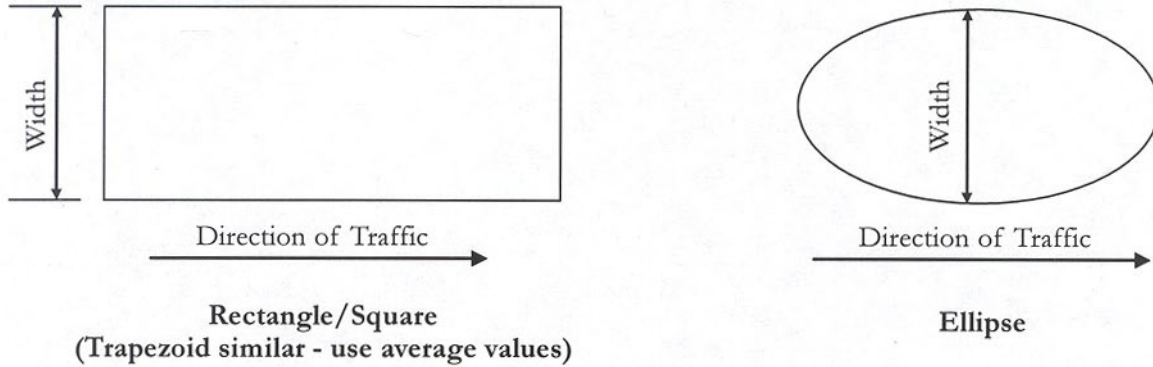 Width
Direction of Traffic
Rectangle/Square
(Trapezoid similar - use average values)
Width
Direction of Traffic
Ellipse